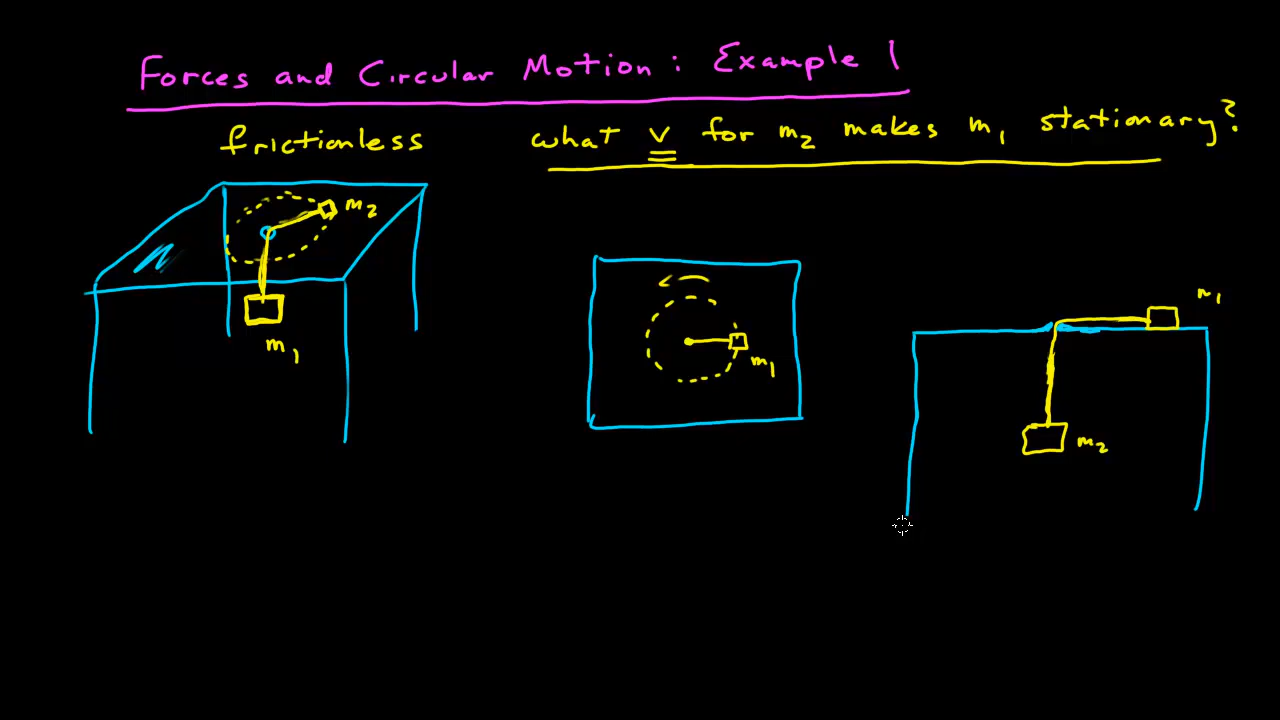 Forces and Circular Motion: Example 1
frictionless
what v for m₂ makes m₁ stationary?
m₂
m₁
m₁
m₁
m₂